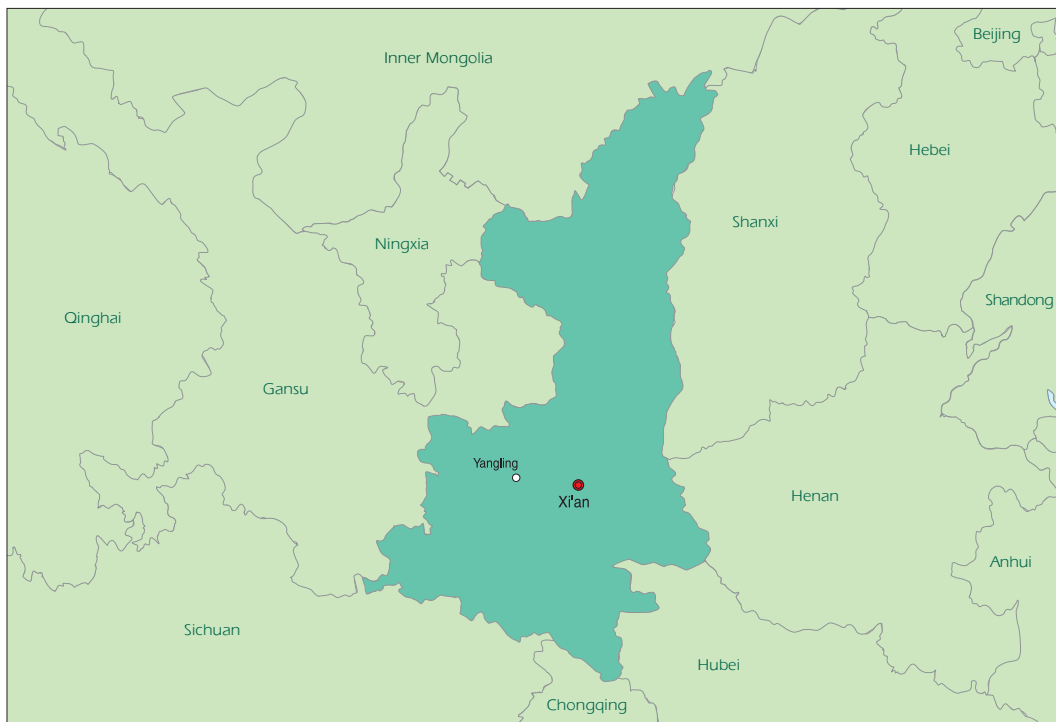 Beijing
Inner Mongolia
Hebei
Shanxi
Ningxia
Shandong
Qinghai
Gansu
Yangling
Xi'an
Henan
Anhui
Sichuan
Hubei
Chongqing